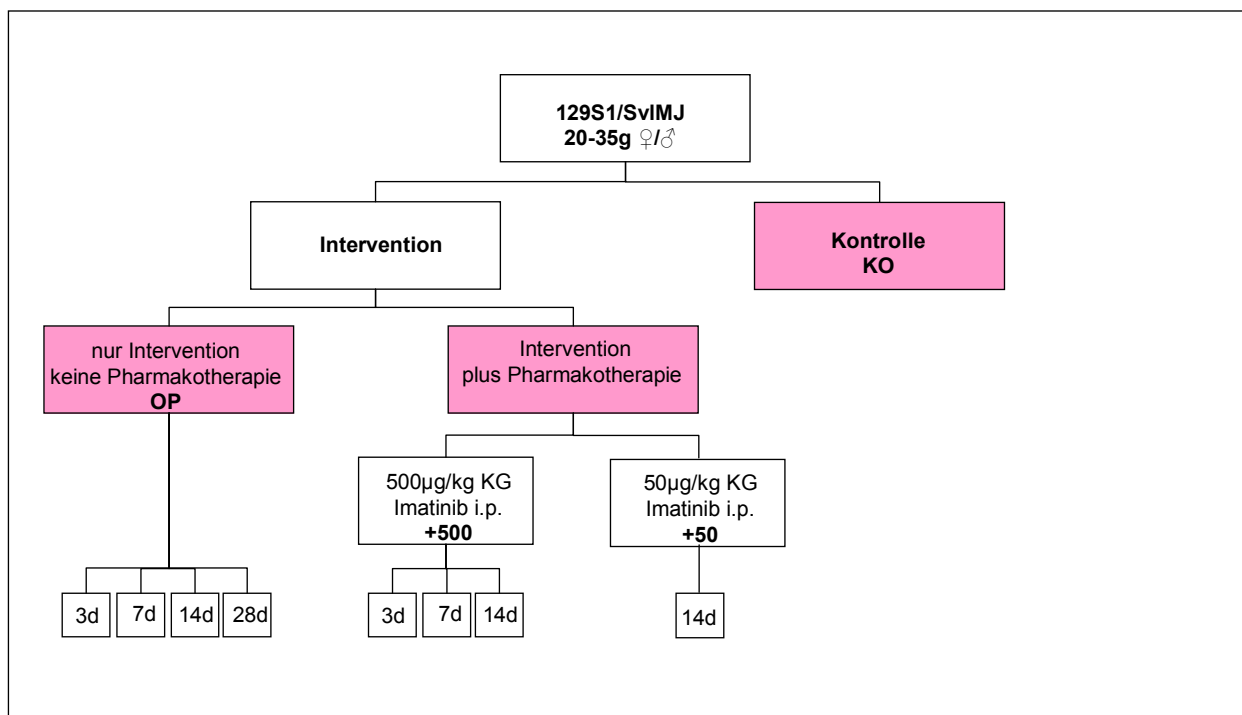 129S1/SvIMJ
20-35g ♀/♂
Intervention
Kontrolle
KO
nur Intervention
keine Pharmakotherapie
OP
Intervention
plus Pharmakotherapie
500µg/kg KG
Imatinib i.p.
+500
50µg/kg KG
Imatinib i.p.
+50
3d
7d
14d
28d
3d
7d
14d
14d